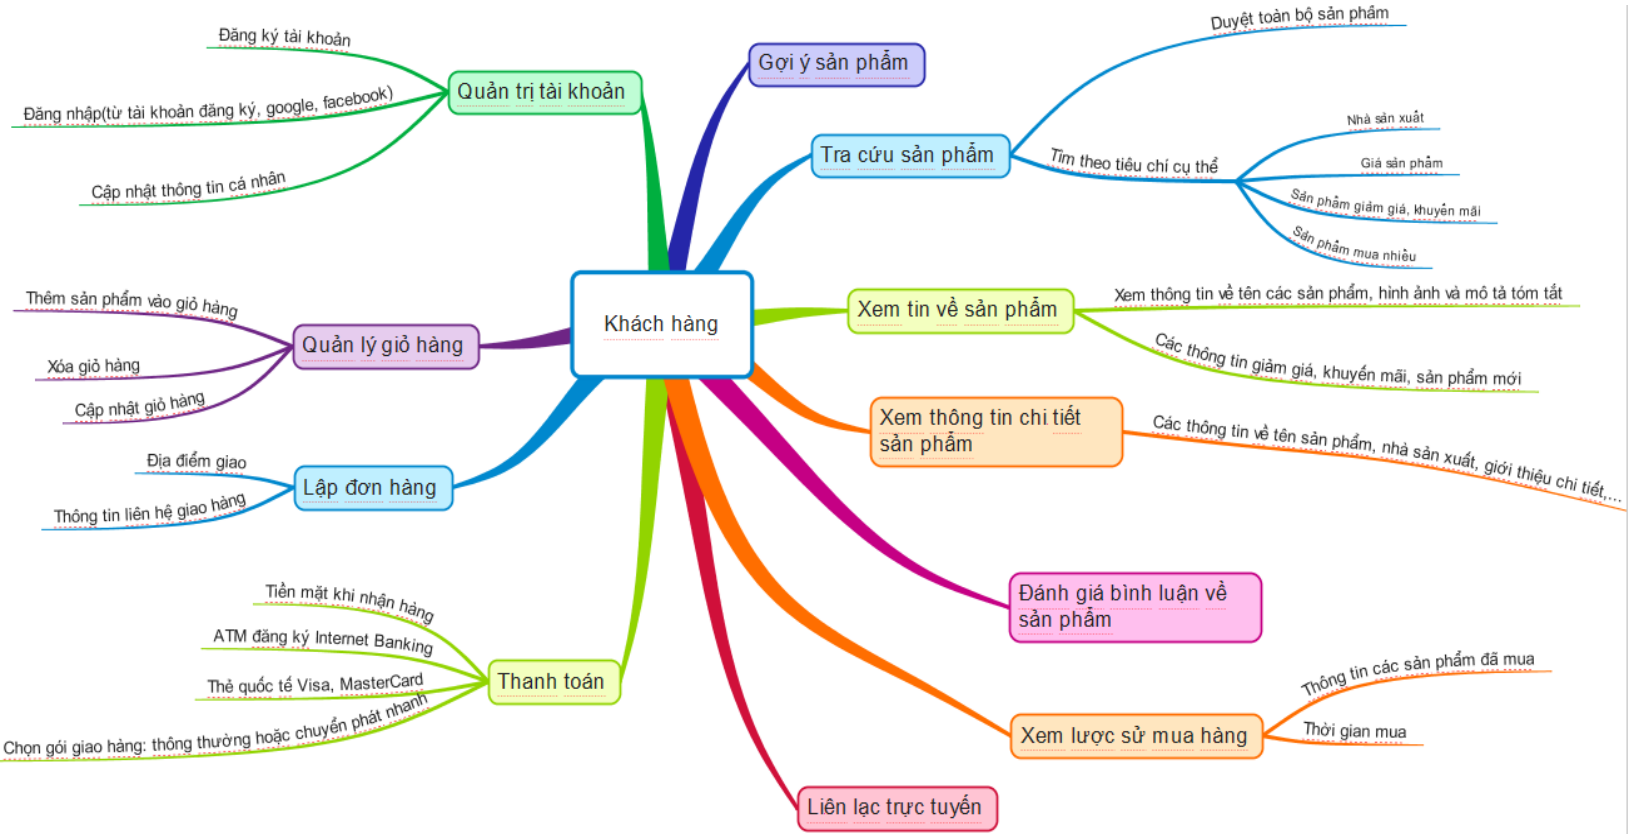 Khách hàng
Gợi ý sản phẩm
Tra cứu sản phẩm
Duyệt toàn bộ sản phẩm
Tìm theo tiêu chí cụ thể
Nhà sản xuất
Giá sản phẩm
Sản phẩm giảm giá, khuyến mãi
Sản phẩm mua nhiều
Xem tin về sản phẩm
Xem thông tin về tên các sản phẩm, hình ảnh và mô tả tóm tắt
Các thông tin giảm giá, khuyến mãi, sản phẩm mới
Xem thông tin chi tiết
sản phẩm
Các thông tin về tên sản phẩm, nhà sản xuất, giới thiệu chi tiết,...
Đánh giá bình luận về
sản phẩm
Xem lược sử mua hàng
Thông tin các sản phẩm đã mua
Thời gian mua
Liên lạc trực tuyến
Quản trị tài khoản
Đăng ký tài khoản
Đăng nhập(từ tài khoản đăng ký, google, facebook)
Cập nhật thông tin cá nhân
Quản lý giỏ hàng
Thêm sản phẩm vào giỏ hàng
Xóa giỏ hàng
Cập nhật giỏ hàng
Lập đơn hàng
Địa điểm giao
Thông tin liên hệ giao hàng
Thanh toán
Tiền mặt khi nhận hàng
ATM đăng ký Internet Banking
Thẻ quốc tế Visa, MasterCard
Chọn gói giao hàng: thông thường hoặc chuyển phát nhanh